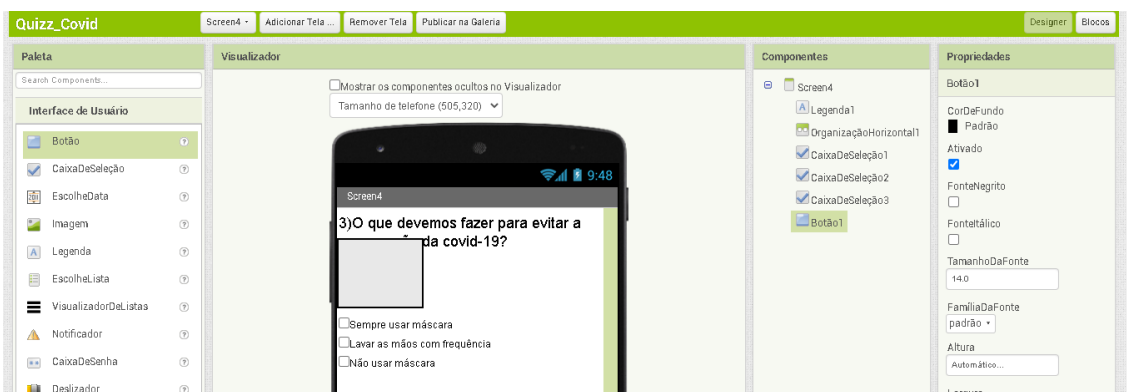 Quizz_Covid
Screen4
Adicionar Tela ...
Remover Tela
Publicar na Galeria
Designer
Blocos
Paleta
Search Components...
Interface de Usuário
Botão
CaixaDeSeleção
EscolheData
Imagem
Legenda
EscolheLista
VisualizadorDeListas
Notificador
CaixaDeSenha
Deslizador
Visualizador
Mostrar os componentes ocultos no Visualizador
Tamanho de telefone (505,320)
9:48
Screen4
3)O que devemos fazer para evitar a
da covid-19?
Sempre usar máscara
Lavar as mãos com frequência
Não usar máscara
Componentes
Screen4
Legenda1
OrganizaçãoHorizontal1
CaixaDeSeleção1
CaixaDeSeleção2
CaixaDeSeleção3
Botão1
Propriedades
Botão1
CorDeFundo
Padrão
Ativado
FonteNegrito
FonteItálico
TamanhoDaFonte
14.0
FamíliaDaFonte
padrão
Altura
Automático...